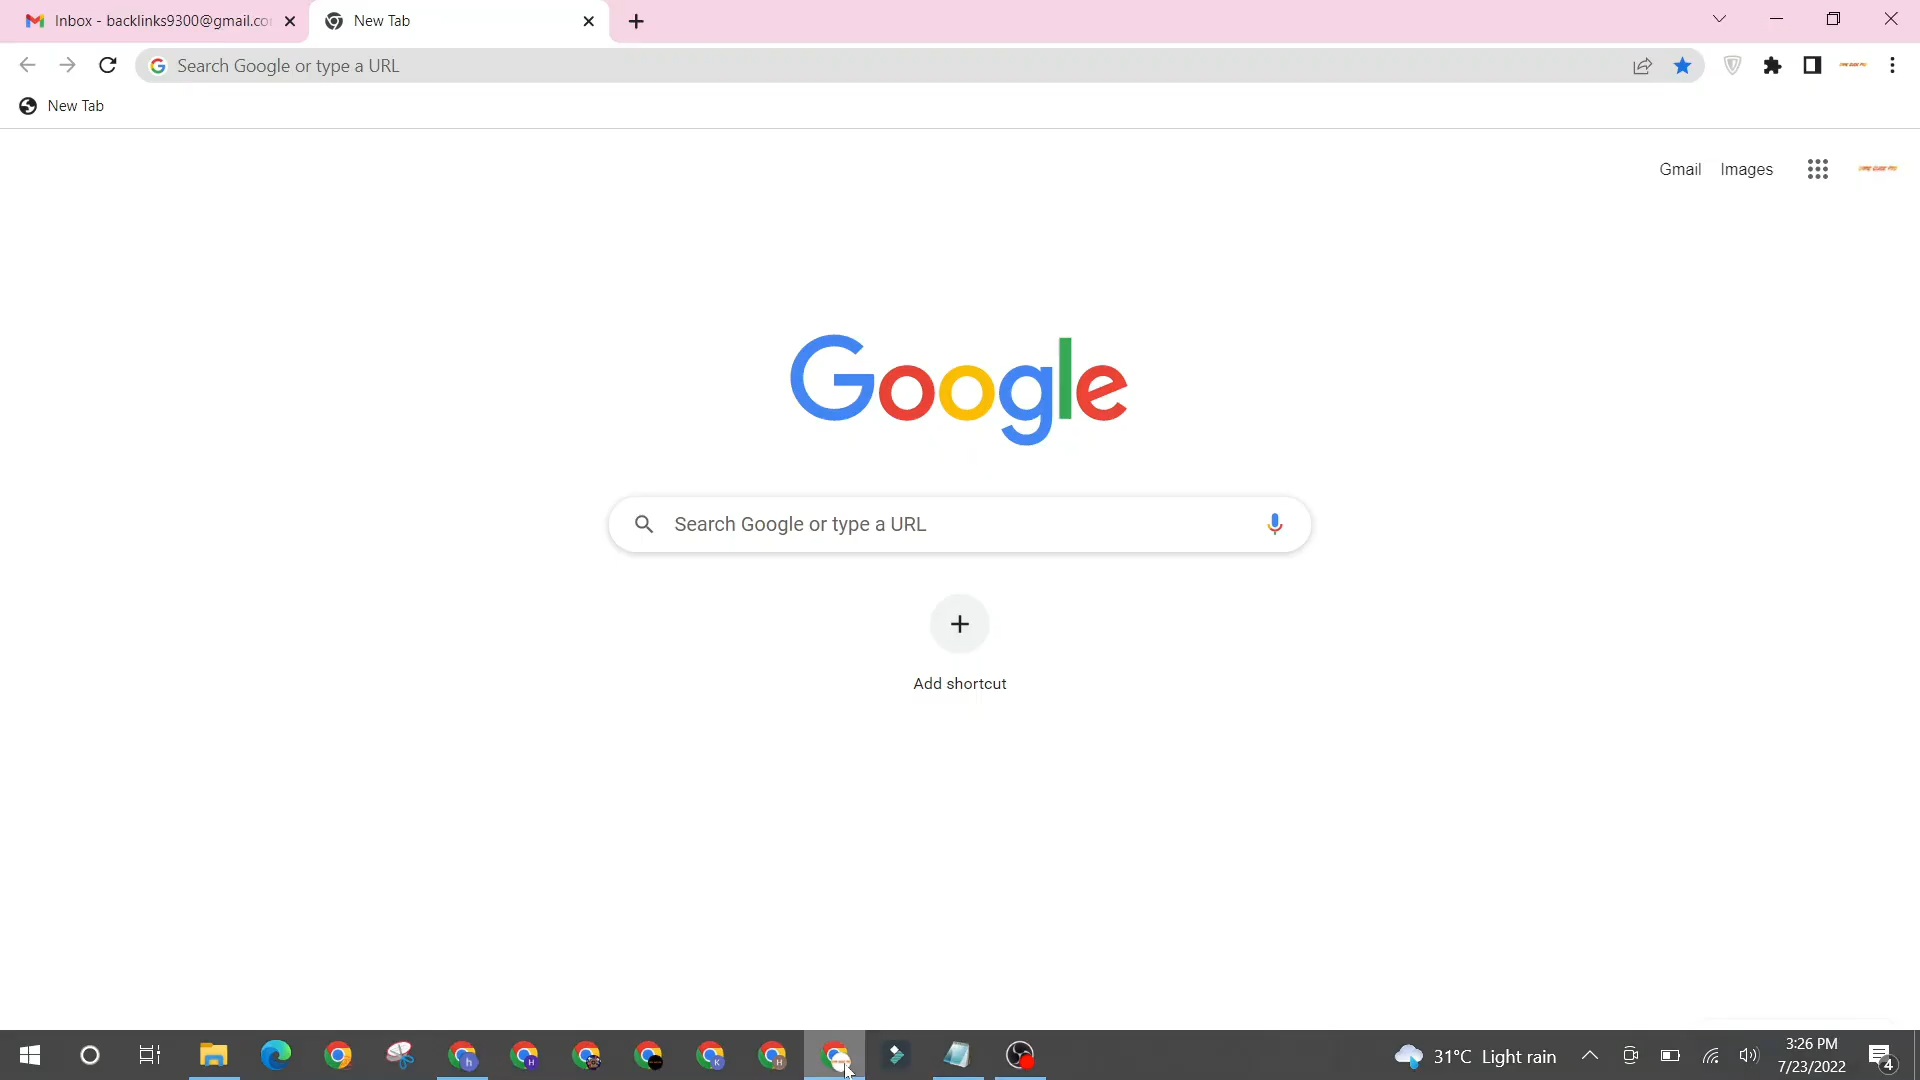 Inbox - backlinks9300@gmail.co
New Tab
Search Google or type a URL
New Tab
Gmail
Images
Google
Search Google or type a URL
Add shortcut
31°C Light rain
3:26 PM
7/23/2022
4